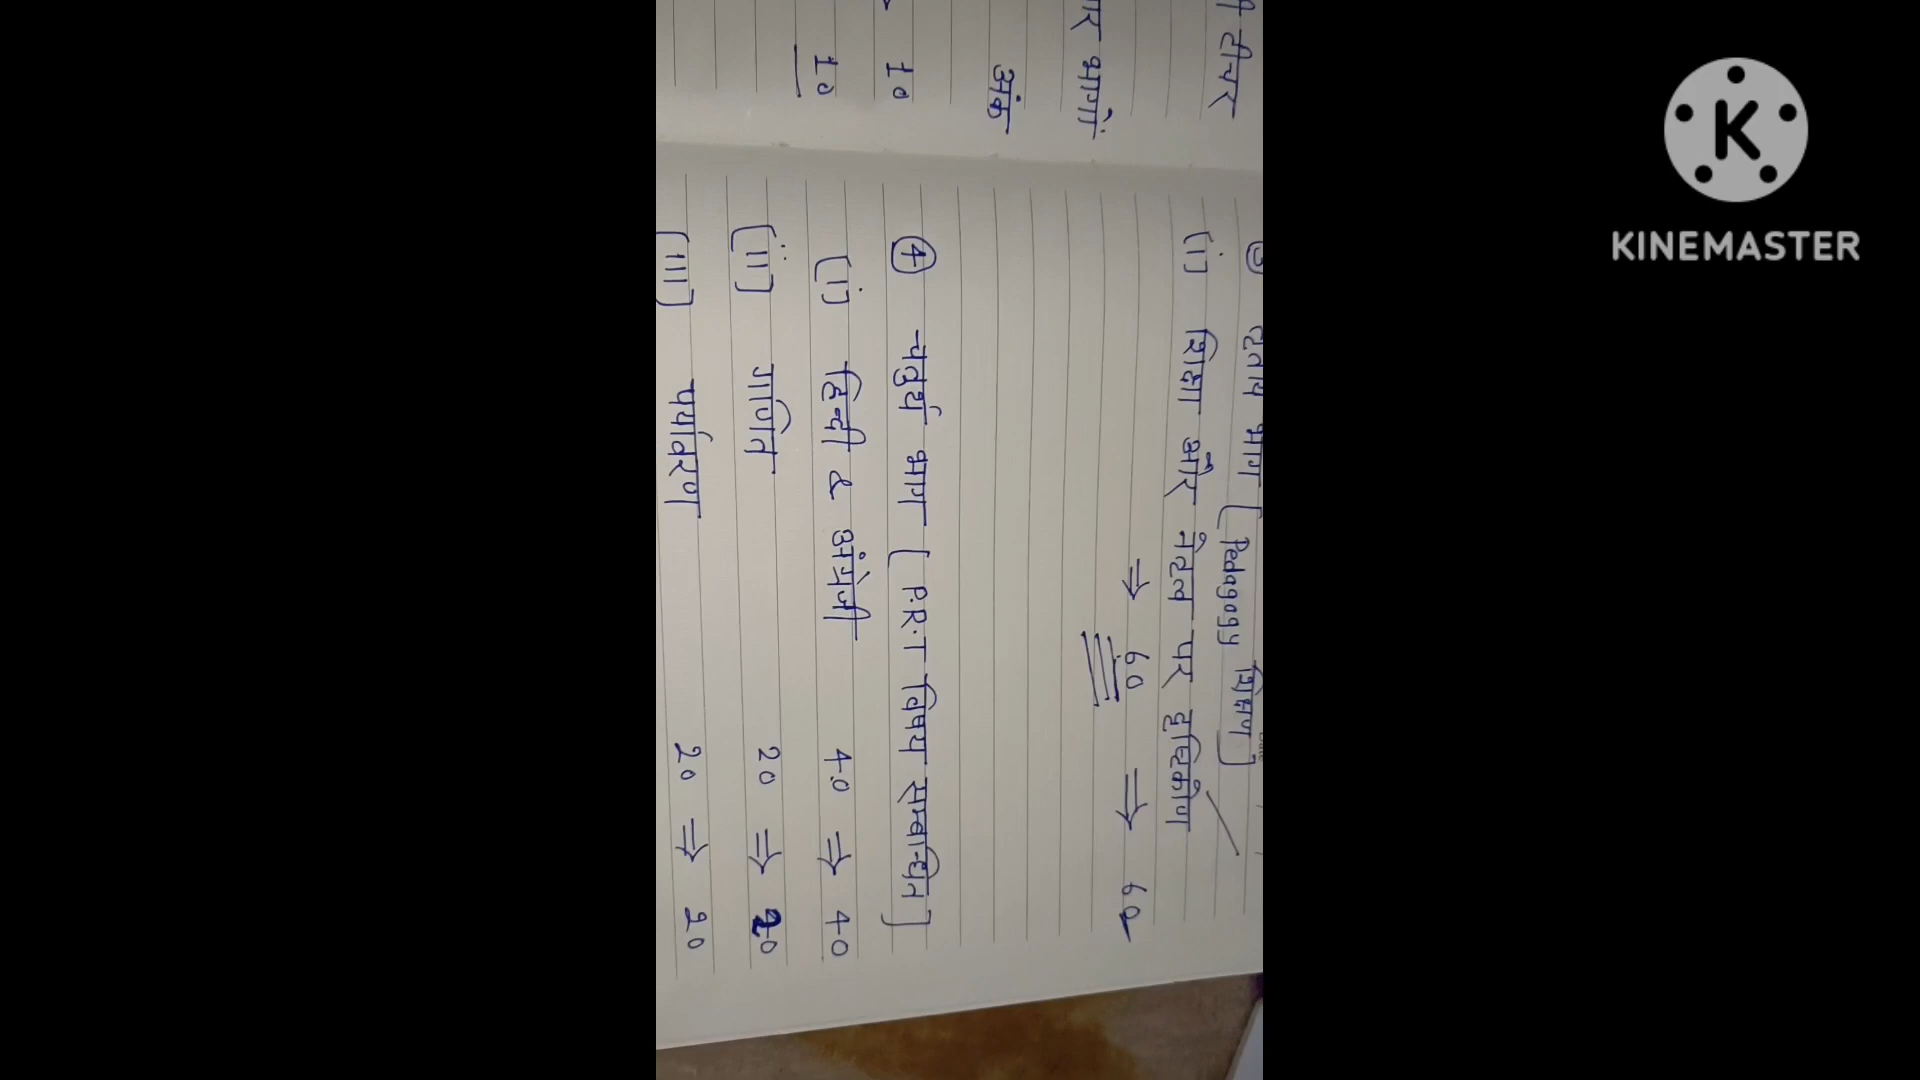 टीचर
भागों
अंक
10
10
तृतीय भाग [Pedagogy शिक्षण]
(i) शिक्षा और नेतृत्व पर दृष्टिकोण
⇒ 60 ⇒ 60
④ चतुर्थ भाग [P.R.T विषय सम्बन्धित]
(i) हिन्दी & अंग्रेजी 40 ⇒ 40
(ii) गणित 20 ⇒ 20
(iii) पर्यावरण 20 ⇒ 20
KINEMASTER